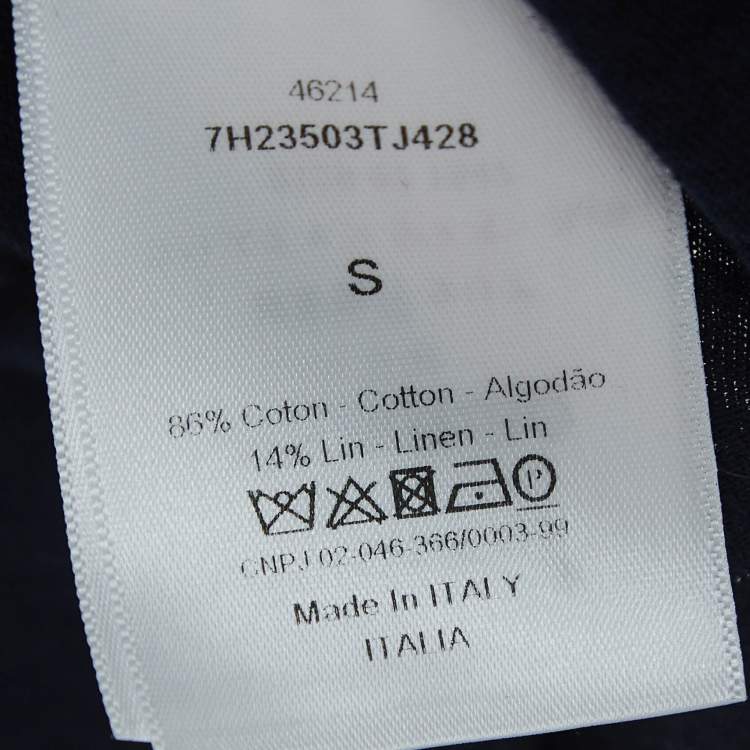 46214
7H23503TJ428
S
86% Coton - Cotton - Algodão
14% Lin - Linen - Lin
P
CNPJ 02-046-366/0003-99
Made In ITALY
ITALIA